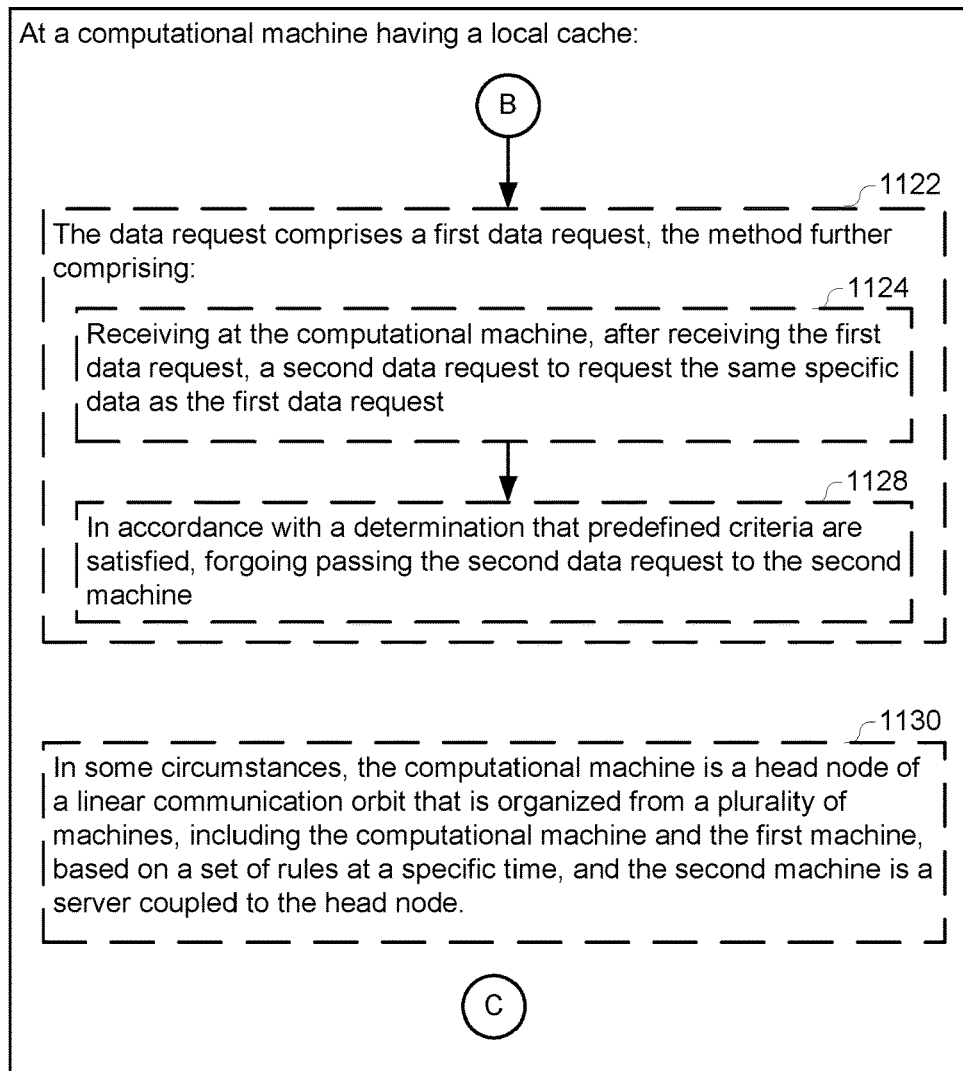 At a computational machine having a local cache:
B
1122
The data request comprises a first data request, the method further
comprising:
1124
Receiving at the computational machine, after receiving the first
data request, a second data request to request the same specific
data as the first data request
1128
In accordance with a determination that predefined criteria are
satisfied, forgoing passing the second data request to the second
machine
1130
In some circumstances, the computational machine is a head node of
a linear communication orbit that is organized from a plurality of
machines, including the computational machine and the first machine,
based on a set of rules at a specific time, and the second machine is a
server coupled to the head node.
C